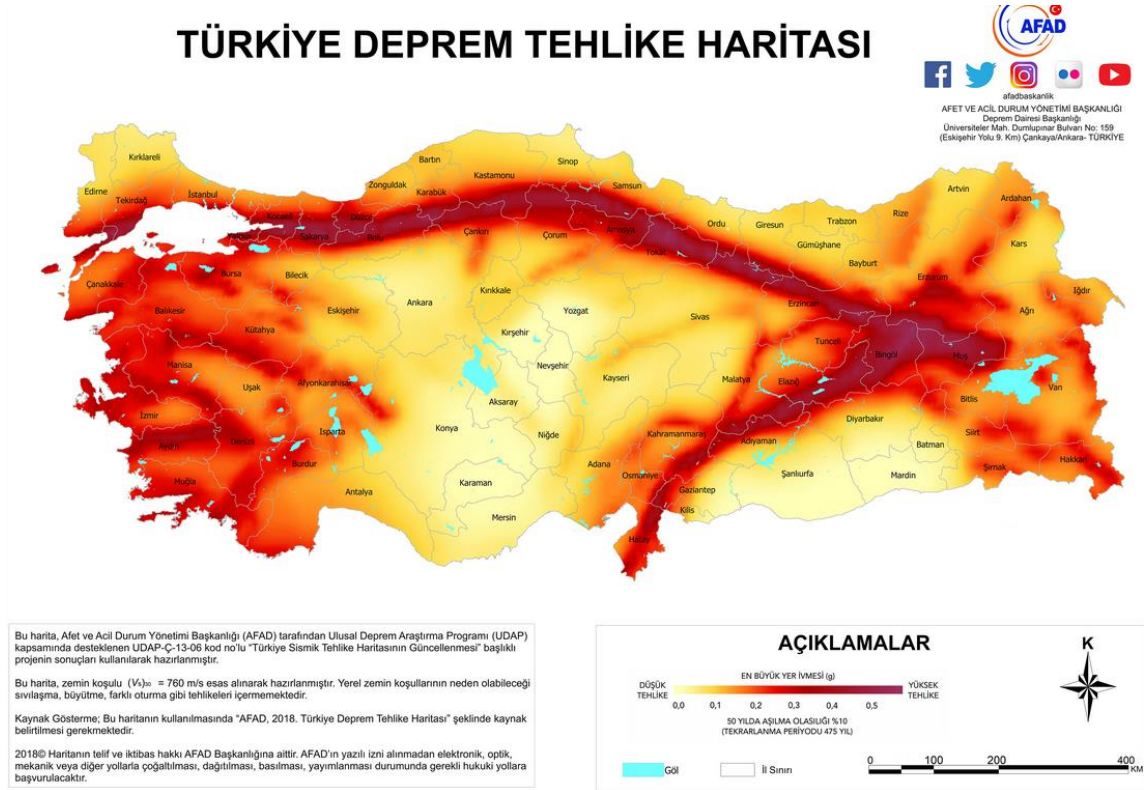 TÜRKİYE DEPREM TEHLİKE HARİTASI
AFAD
afadbaskanlik
AFET VE ACİL DURUM YÖNETİMİ BAŞKANLIĞI
Deprem Dairesi Başkanlığı
Üniversiteler Mah. Dumlupınar Bulvarı No: 159
(Eskişehir Yolu 9. Km) Çankaya/Ankara- TÜRKİYE
Kırklareli
Edirne
Tekirdağ
İstanbul
Kocaeli
Yalova
Sakarya
Düzce
Bolu
Zonguldak
Bartın
Karabük
Kastamonu
Sinop
Samsun
Çankırı
Çorum
Amasya
Tokat
Ordu
Giresun
Trabzon
Gümüşhane
Bayburt
Rize
Artvin
Ardahan
Kars
Erzurum
Iğdır
Ağrı
Çanakkale
Balıkesir
Bursa
Bilecik
Eskişehir
Kütahya
Ankara
Kırıkkale
Kırşehir
Yozgat
Sivas
Erzincan
Tunceli
Bingöl
Muş
Van
Bitlis
Manisa
Uşak
Afyonkarahisar
İzmir
Aydın
Denizli
Isparta
Burdur
Muğla
Antalya
Konya
Aksaray
Nevşehir
Kayseri
Niğde
Karaman
Mersin
Adana
Osmaniye
Kahramanmaraş
Malatya
Elazığ
Adıyaman
Diyarbakır
Batman
Siirt
Şırnak
Hakkari
Mardin
Şanlıurfa
Gaziantep
Kilis
Hatay
Bu harita, Afet ve Acil Durum Yönetimi Başkanlığı (AFAD) tarafından Ulusal Deprem Araştırma Programı (UDAP)
kapsamında desteklenen UDAP-Ç-13-06 kod no'lu "Türkiye Sismik Tehlike Haritasının Güncellenmesi" başlıklı
projenin sonuçları kullanılarak hazırlanmıştır.
Bu harita, zemin koşulu (Vₛ)₃₀ = 760 m/s esas alınarak hazırlanmıştır. Yerel zemin koşullarının neden olabileceği
sıvılaşma, büyütme, farklı oturma gibi tehlikeleri içermemektedir.
Kaynak Gösterme; Bu haritanın kullanılmasında "AFAD, 2018. Türkiye Deprem Tehlike Haritası" şeklinde kaynak
belirtilmesi gerekmektedir.
2018© Haritanın telif ve iktibas hakkı AFAD Başkanlığına aittir. AFAD'ın yazılı izni alınmadan elektronik, optik,
mekanik veya diğer yollarla çoğaltılması, dağıtılması, basılması, yayımlanması durumunda gerekli hukuki yollara
başvurulacaktır.
AÇIKLAMALAR
EN BÜYÜK YER İVMESİ (g)
DÜŞÜK
TEHLİKE
YÜKSEK
TEHLİKE
0,0 0,1 0,2 0,3 0,4 0,5
50 YILDA AŞILMA OLASILIĞI %10
(TEKRARLANMA PERİYODU 475 YIL)
Göl
İl Sınırı
K
0 100 200 400
KM